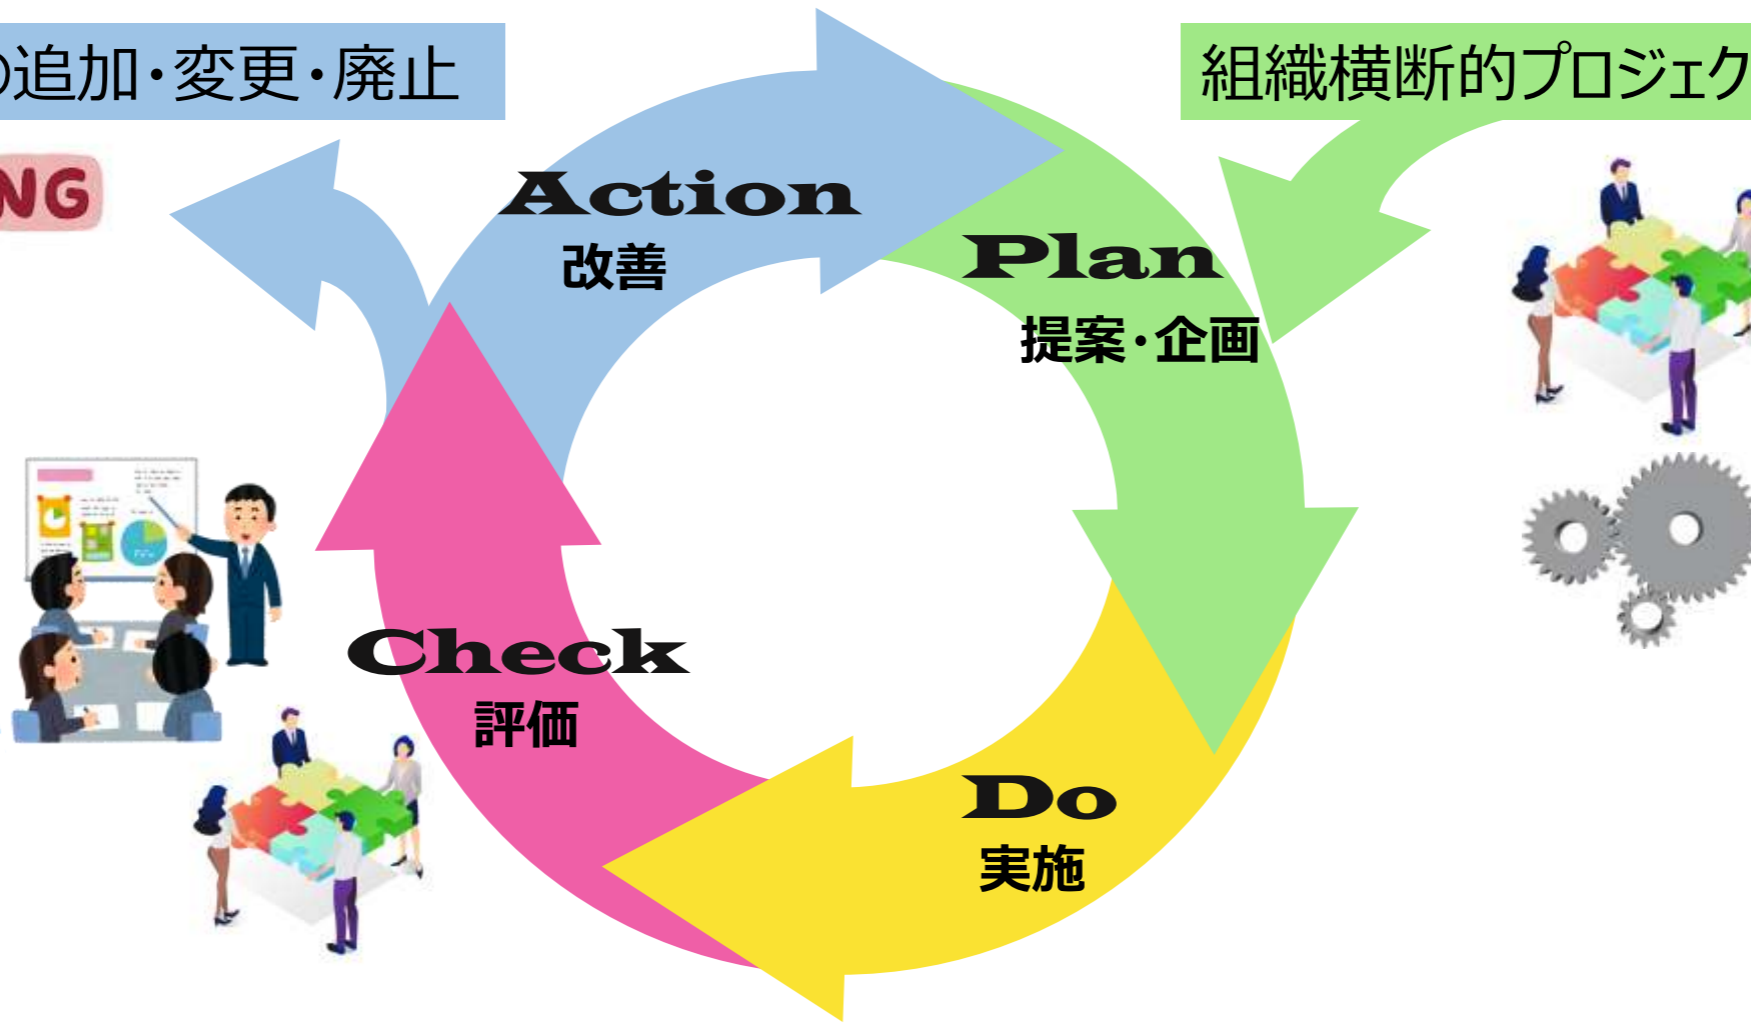 の追加・変更・廃止
組織横断的プロジェク
NG
Action
改善
Plan
提案・企画
Check
評価
Do
実施